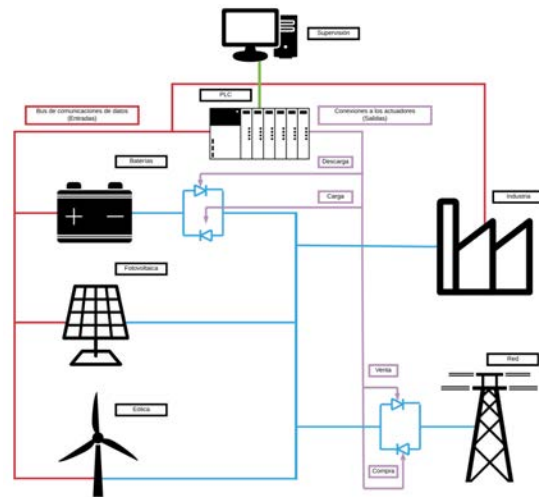 Supervisión
PLC
Bus de comunicaciones de datos
(Entradas)
Conexiones a los actuadores
(Salidas)
Baterías
Descarga
Carga
Industria
Fotovoltaica
Venta
Red
Eólica
Compra